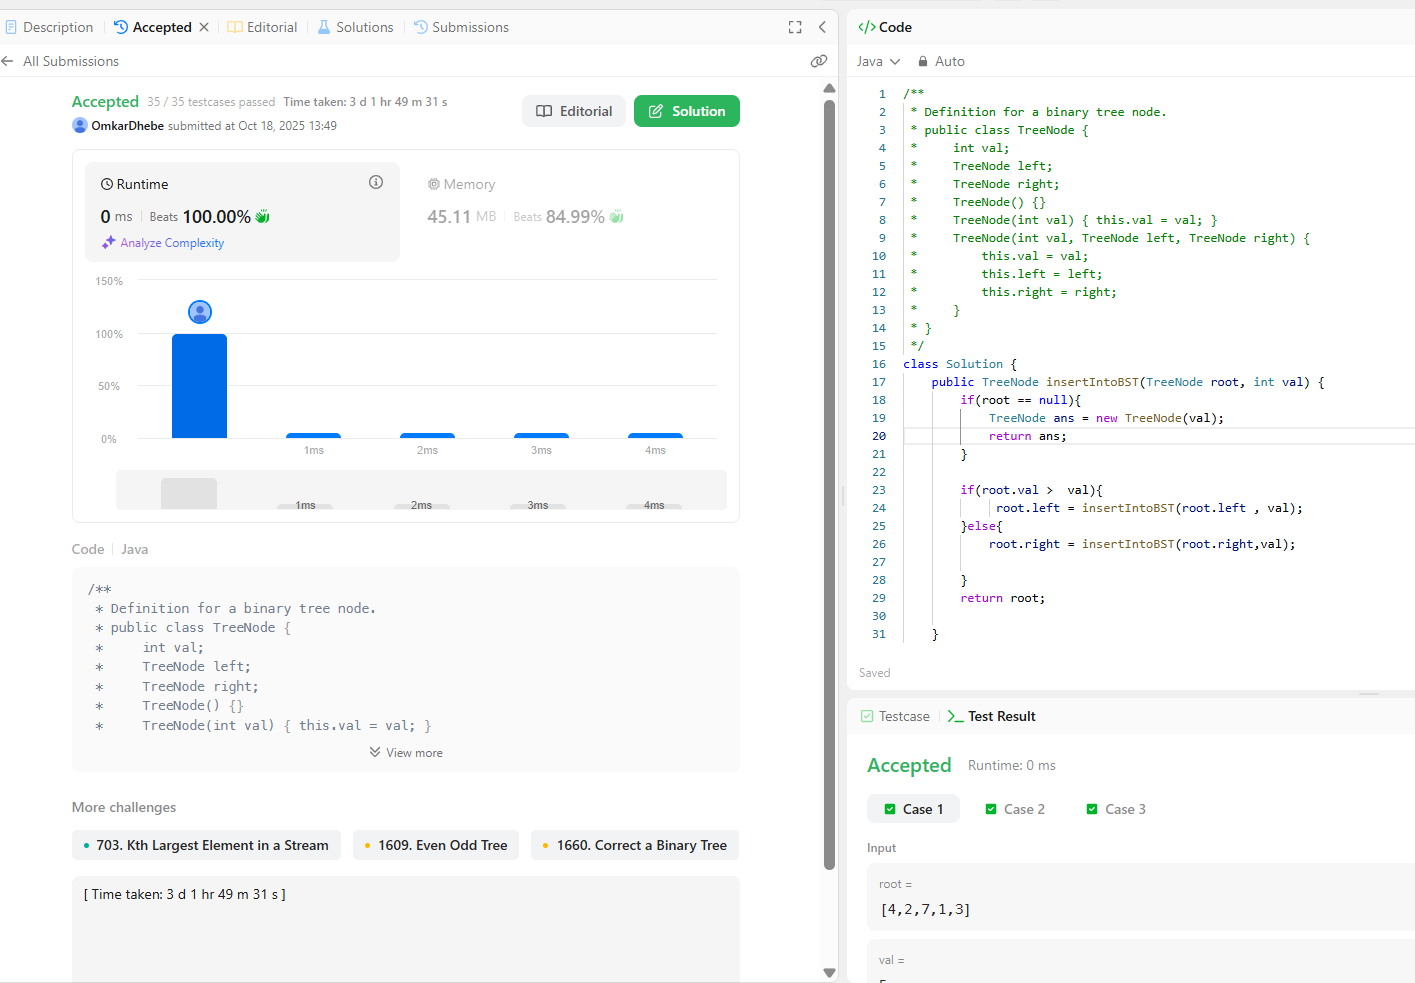 Description
Accepted
Editorial
Solutions
Submissions
All Submissions
Accepted 35 / 35 testcases passed Time taken: 3 d 1 hr 49 m 31 s
OmkarDhebe submitted at Oct 18, 2025 13:49
Editorial
Solution
Runtime
0 ms Beats 100.00%
Analyze Complexity
Memory
45.11 MB Beats 84.99%
150%
100%
50%
0%
1ms 2ms 3ms 4ms
1ms 2ms 3ms 4ms
Code Java
/**
* Definition for a binary tree node.
* public class TreeNode {
*     int val;
*     TreeNode left;
*     TreeNode right;
*     TreeNode() {}
*     TreeNode(int val) { this.val = val; }
View more
More challenges
703. Kth Largest Element in a Stream
1609. Even Odd Tree
1660. Correct a Binary Tree
[ Time taken: 3 d 1 hr 49 m 31 s ]
</> Code
Java
Auto
1 /**
2  * Definition for a binary tree node.
3  * public class TreeNode {
4  *     int val;
5  *     TreeNode left;
6  *     TreeNode right;
7  *     TreeNode() {}
8  *     TreeNode(int val) { this.val = val; }
9  *     TreeNode(int val, TreeNode left, TreeNode right) {
10  *         this.val = val;
11  *         this.left = left;
12  *         this.right = right;
13  *     }
14  * }
15  */
16 class Solution {
17     public TreeNode insertIntoBST(TreeNode root, int val) {
18         if(root == null){
19             TreeNode ans = new TreeNode(val);
20             return ans;
21         }
22
23         if(root.val >  val){
24              root.left = insertIntoBST(root.left , val);
25         }else{
26             root.right = insertIntoBST(root.right,val);
27
28         }
29         return root;
30
31     }
Saved
Testcase
>_ Test Result
Accepted Runtime: 0 ms
Case 1
Case 2
Case 3
Input
root =
[4,2,7,1,3]
val =